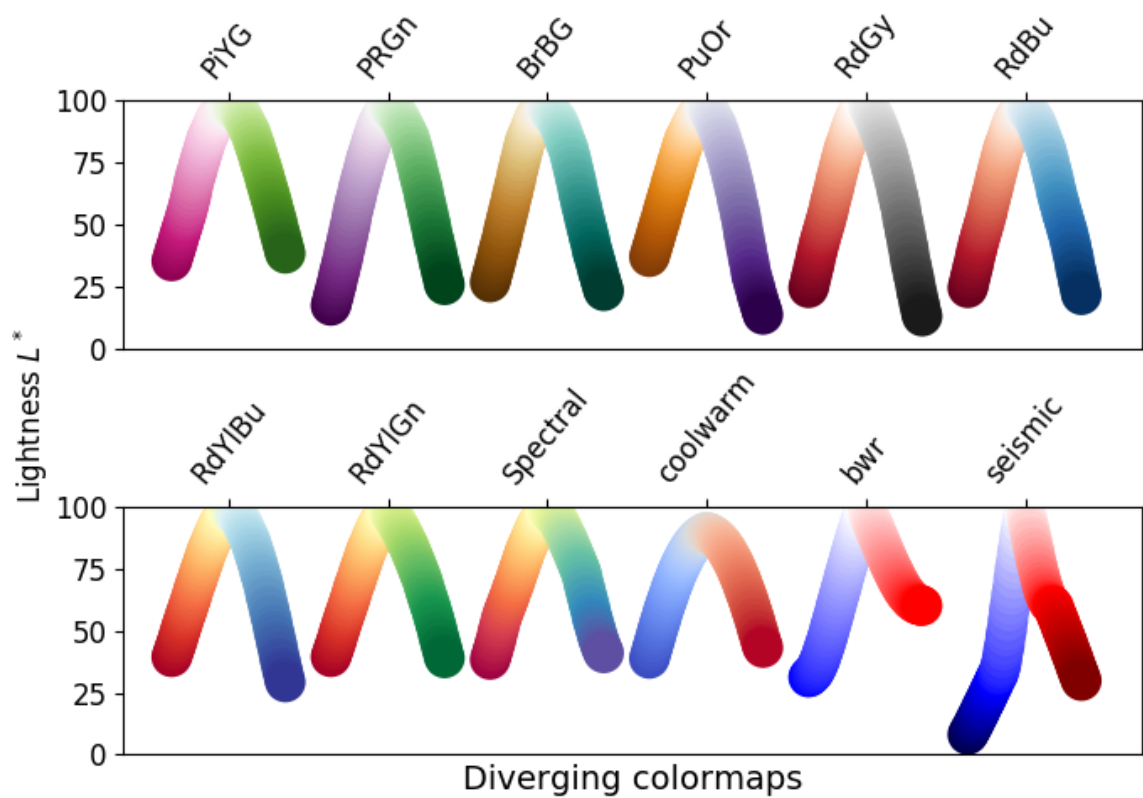 PiYG PRGn BrBG PuOr RdGy RdBu
100
75
50
25
0
Lightness L*
RdYlBu RdYlGn Spectral coolwarm bwr seismic
100
75
50
25
0
Diverging colormaps